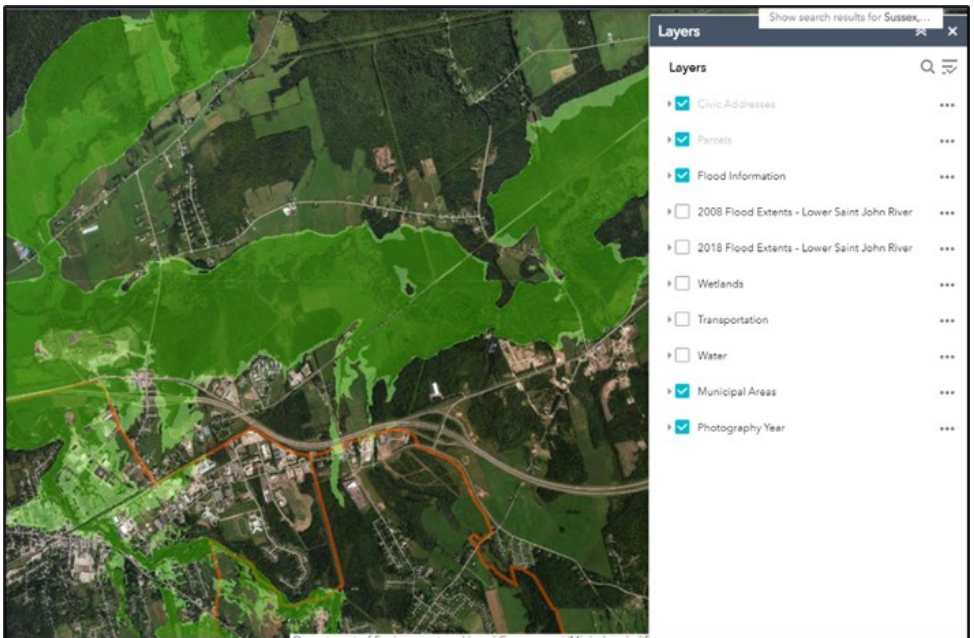 Show search results for Sussex,...
Layers
Layers
Civic Addresses
Parcels
Flood Information
2008 Flood Extents - Lower Saint John River
2018 Flood Extents - Lower Saint John River
Wetlands
Transportation
Water
Municipal Areas
Photography Year